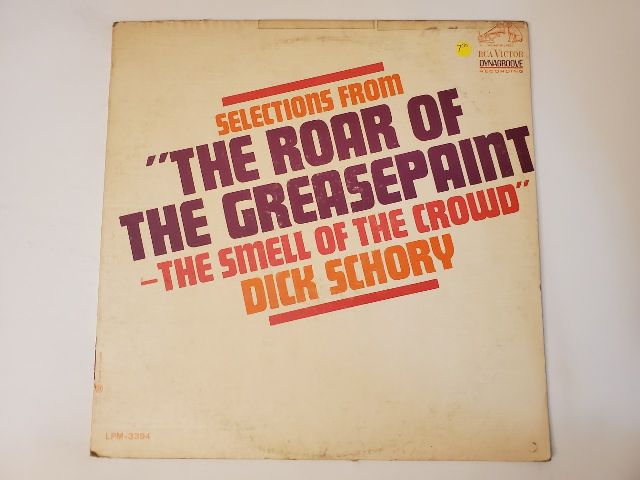 RCA VICTOR
DYNAGROOVE
RECORDING
SELECTIONS FROM
"THE ROAR OF
THE GREASEPAINT
—THE SMELL OF THE CROWD"
DICK SCHORY
LPM-3394